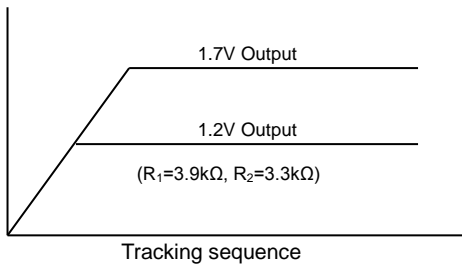 1.7V Output
1.2V Output
(R₁=3.9kΩ, R₂=3.3kΩ)
Tracking sequence